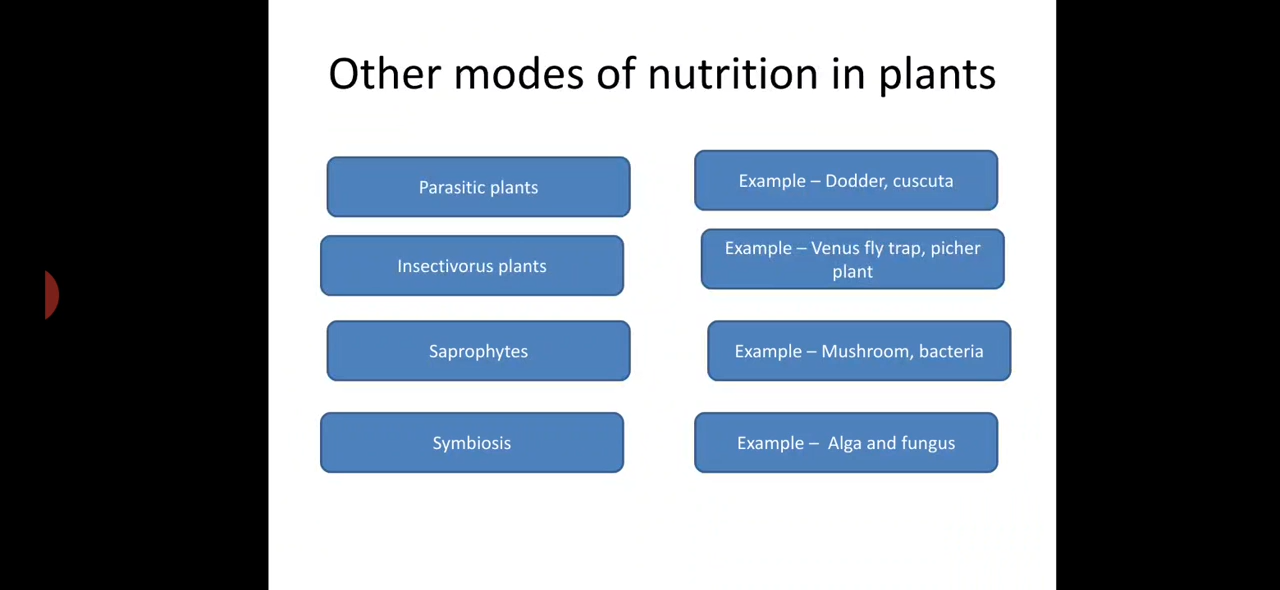 Other modes of nutrition in plants
Parasitic plants
Example – Dodder, cuscuta
Insectivorus plants
Example – Venus fly trap, picher
plant
Saprophytes
Example – Mushroom, bacteria
Symbiosis
Example –  Alga and fungus